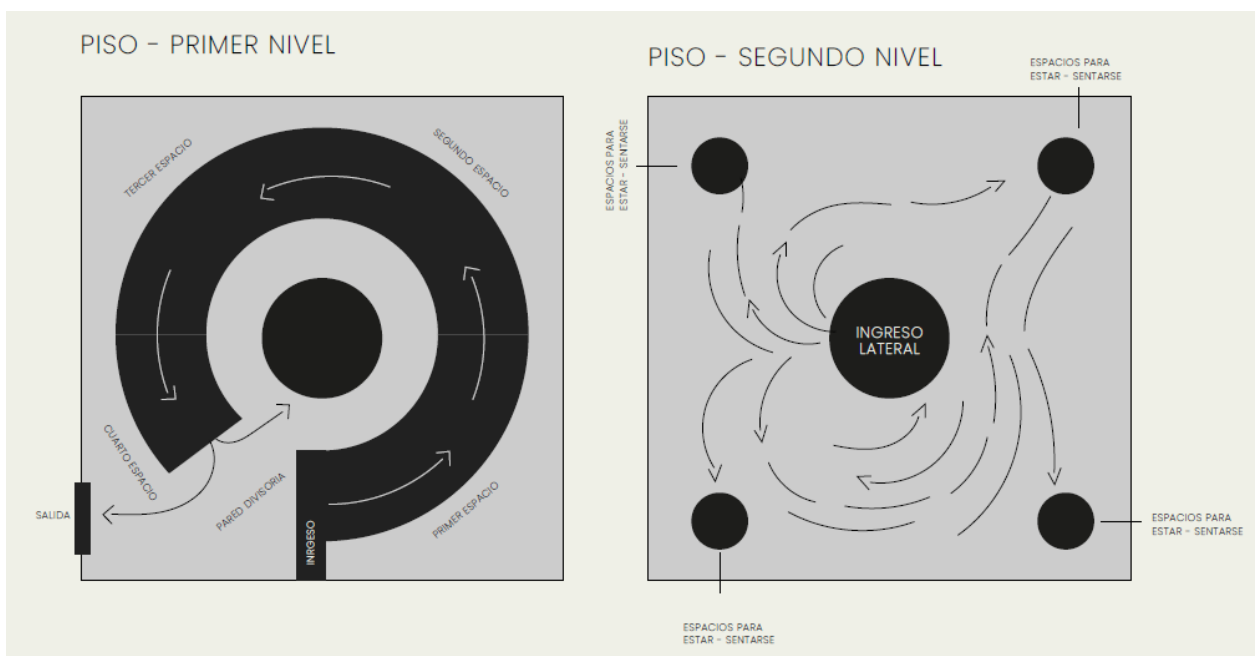 PISO - PRIMER NIVEL
TERCER ESPACIO
SEGUNDO ESPACIO
CUARTO ESPACIO
PARED DIVISORIA
PRIMER ESPACIO
SALIDA
INRGESO
PISO - SEGUNDO NIVEL
ESPACIOS PARA
ESTAR - SENTARSE
ESPACIOS PARA
ESTAR - SENTARSE
INGRESO
LATERAL
ESPACIOS PARA
ESTAR - SENTARSE
ESPACIOS PARA
ESTAR - SENTARSE